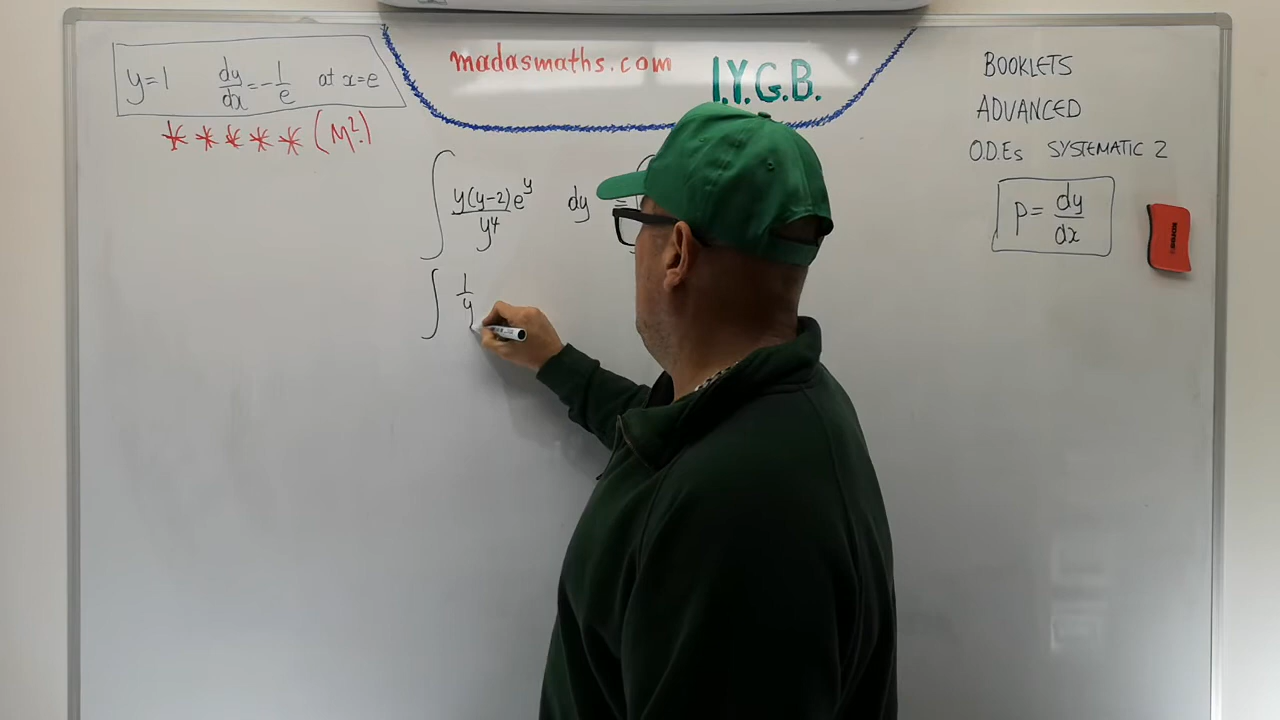 y=1 dy/dx=-1/e at x=e
***** (M².)
madasmaths.com
I.Y.G.B.
BOOKLETS
ADVANCED
O.D.Es SYSTEMATIC 2
P= dy/dx
∫ y(y-2)e^y/y⁴ dy =
∫ 1/y